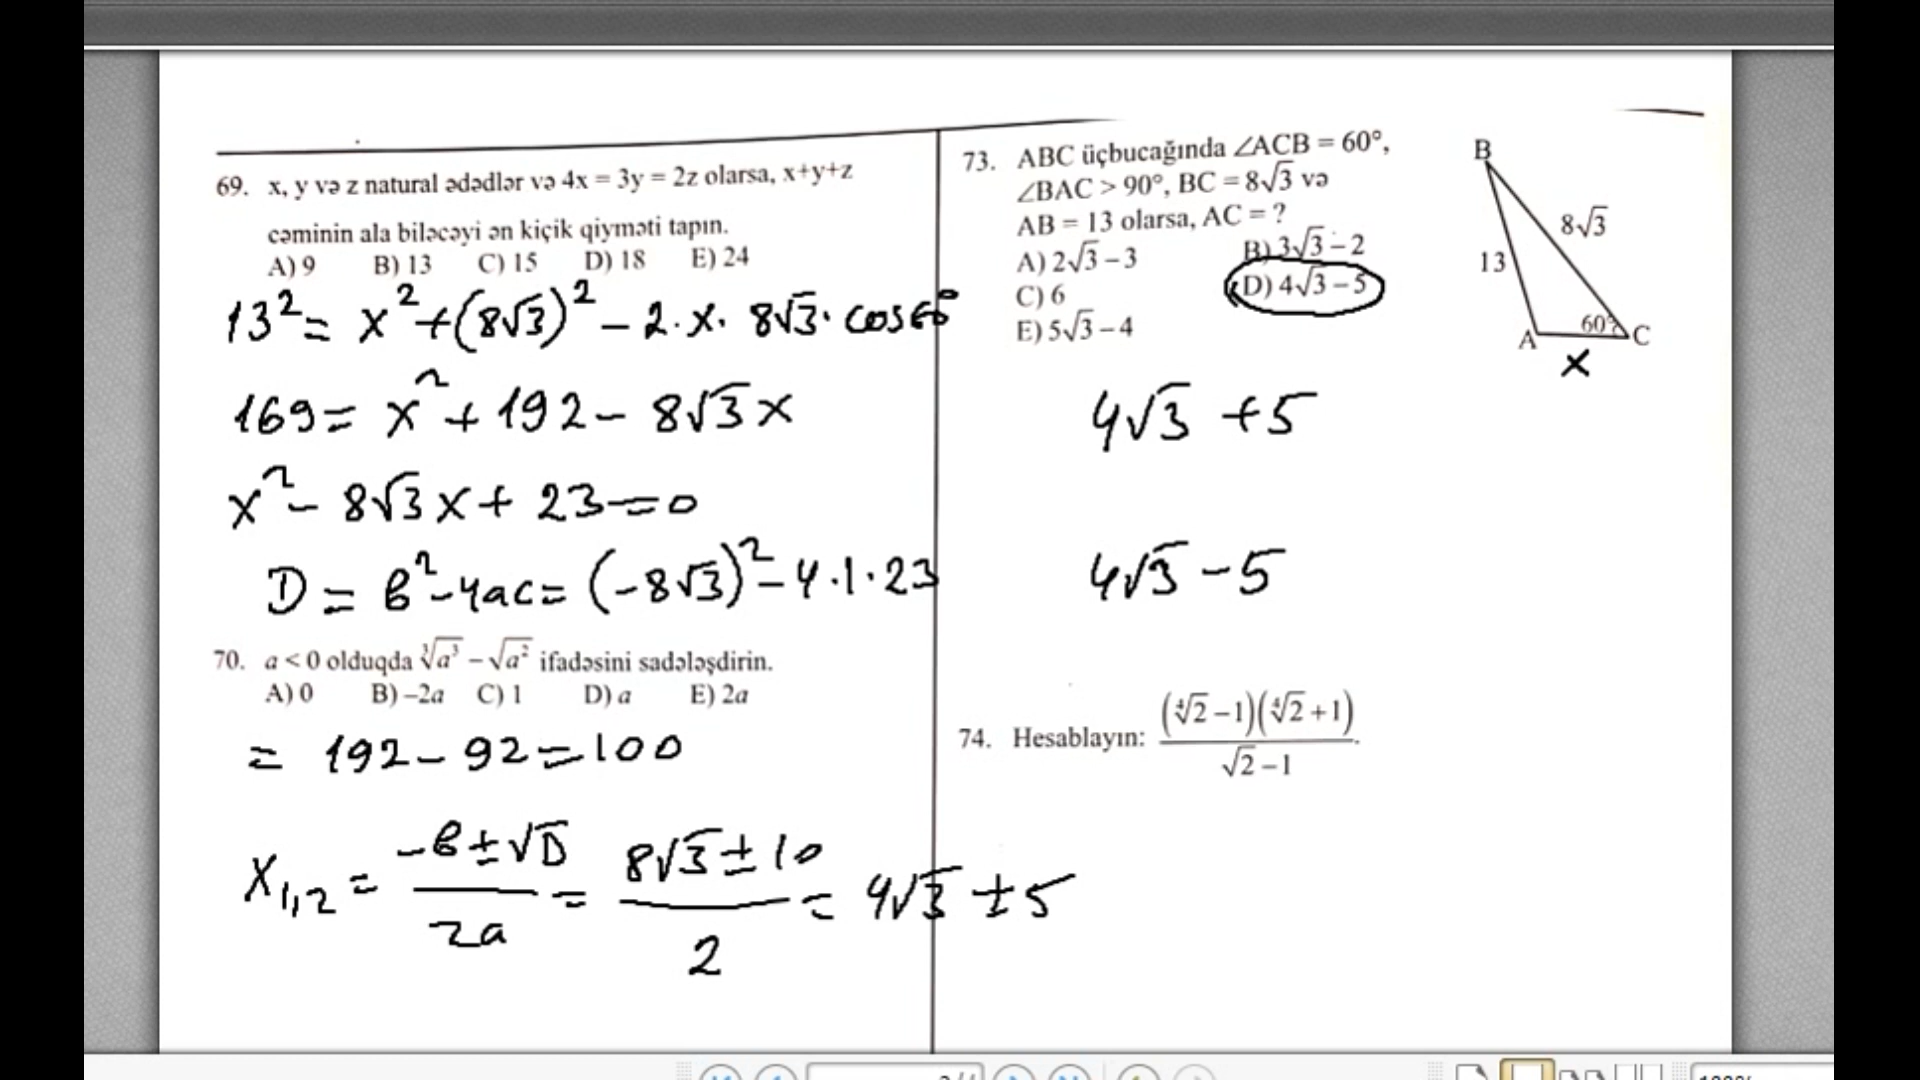 69. x, y və z natural ədədlər və 4x = 3y = 2z olarsa, x+y+z
cəminin ala biləcəyi ən kiçik qiyməti tapın.
A) 9 B) 13 C) 15 D) 18 E) 24
13² = x² + (8√3)² − 2·x·8√3·cos60°
169 = x² + 192 − 8√3x
x² − 8√3x + 23 = 0
D = b² − 4ac = (−8√3)² − 4·1·23
70. a < 0 olduqda ∛a³ − √a² ifadəsini sadələşdirin.
A) 0 B) −2a C) 1 D) a E) 2a
= 192 − 92 = 100
x₁,₂ = (−b ± √D)/2a = (8√3 ± 10)/2 = 4√3 ± 5
73. ABC üçbucağında ∠ACB = 60°,
∠BAC > 90°, BC = 8√3 və
AB = 13 olarsa, AC = ?
A) 2√3 − 3 B) 3√3 − 2
C) 6 D) 4√3 − 5
E) 5√3 − 4
B
8√3
13
60°
A C
x
4√3 + 5
4√3 − 5
74. Hesablayın: (∜2 − 1)(∜2 + 1)/(√2 − 1).